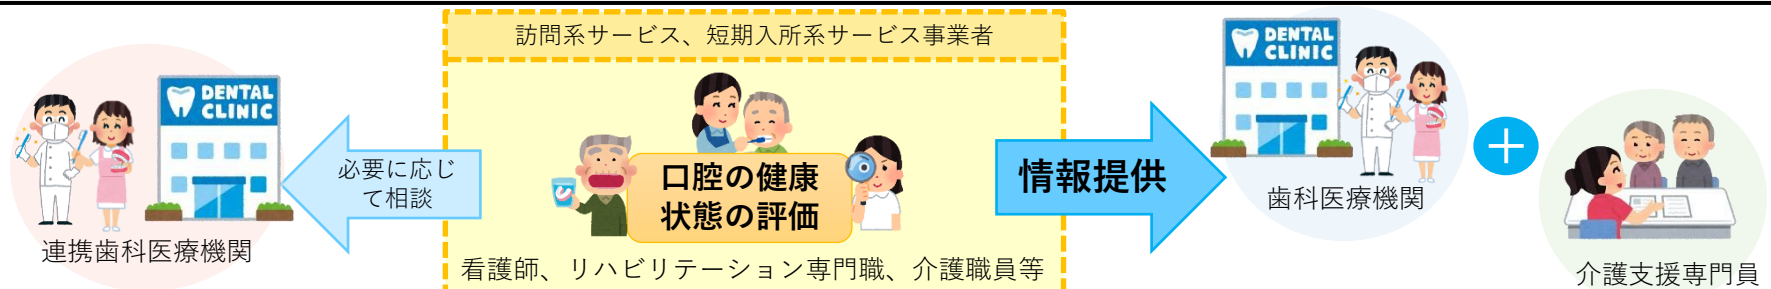 訪問系サービス、短期入所系サービス事業者
DENTAL
CLINIC
必要に応じ
て相談
連携歯科医療機関
口腔の健康
状態の評価
看護師、リハビリテーション専門職、介護職員等
情報提供
DENTAL
CLINIC
歯科医療機関
介護支援専門員